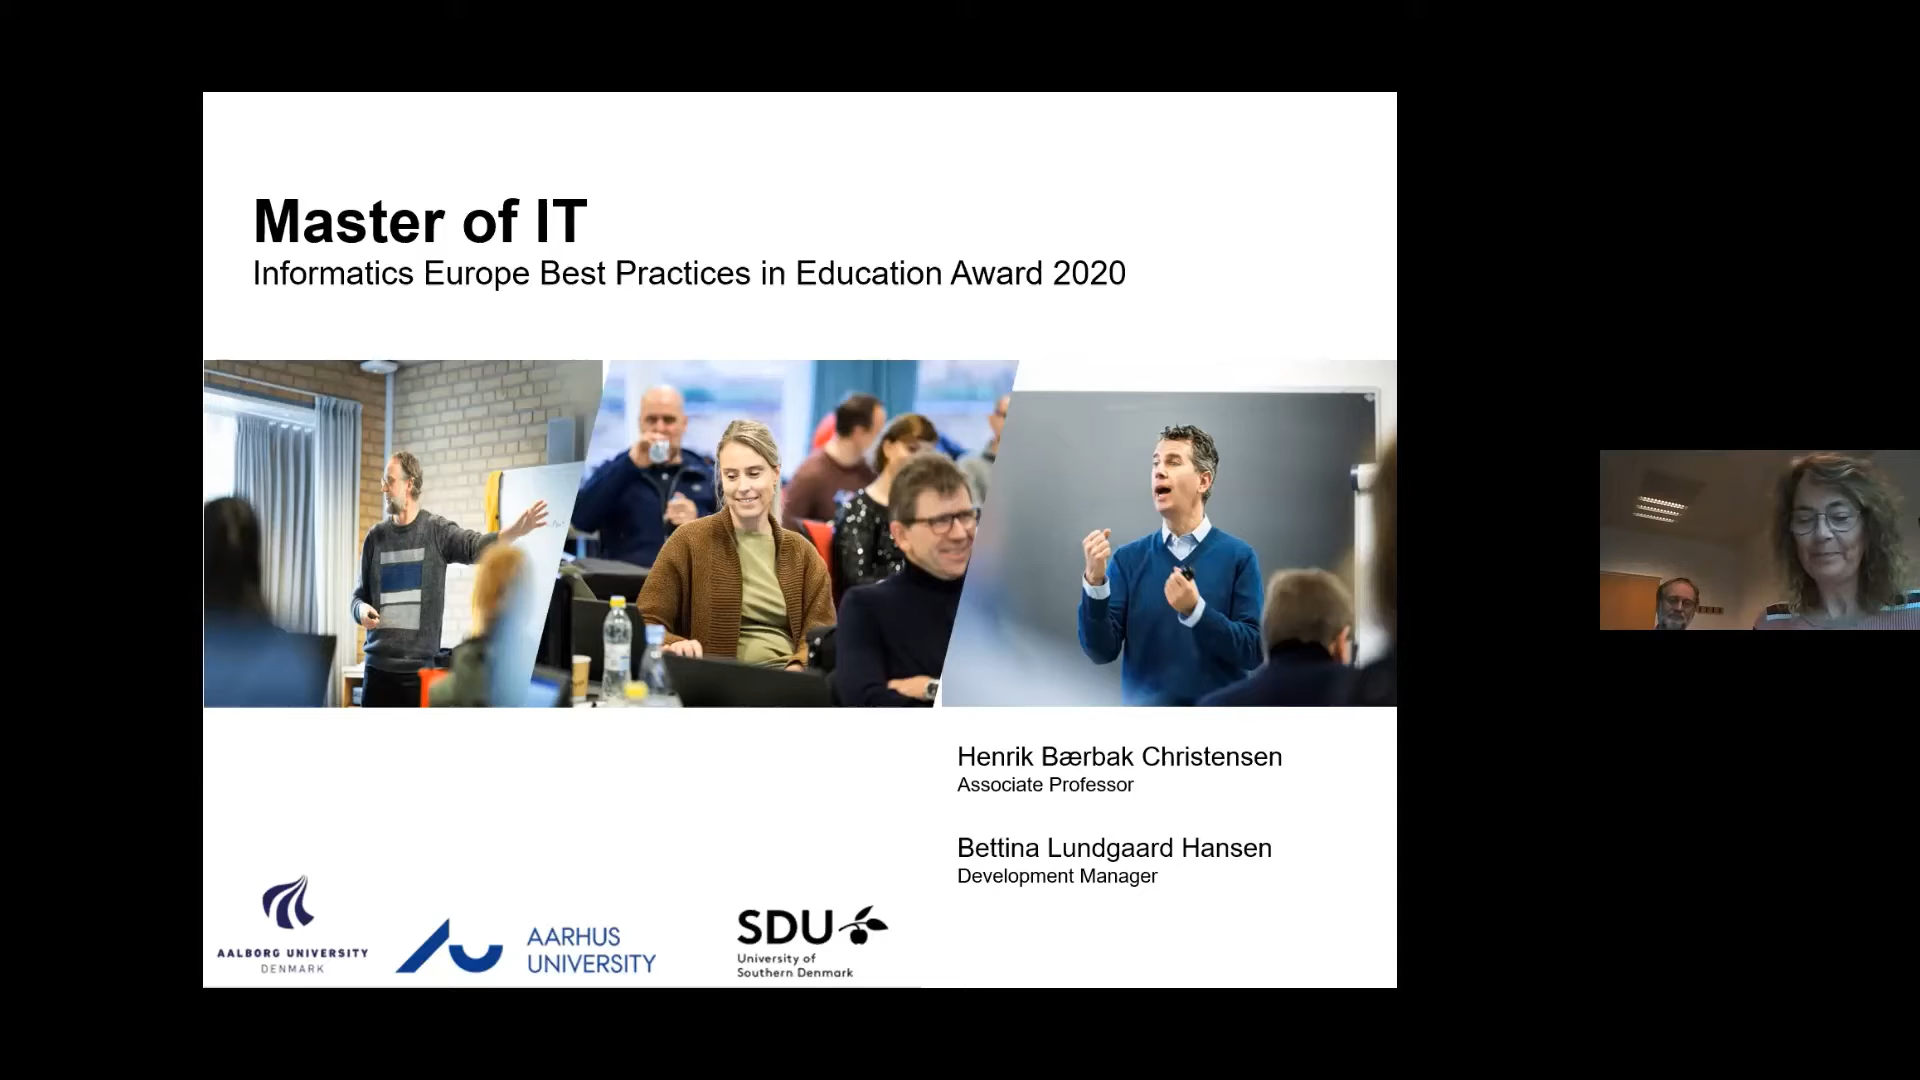 Master of IT
Informatics Europe Best Practices in Education Award 2020
Henrik Bærbak Christensen
Associate Professor
Bettina Lundgaard Hansen
Development Manager
AALBORG UNIVERSITY
DENMARK
AARHUS
UNIVERSITY
SDU
University of
Southern Denmark